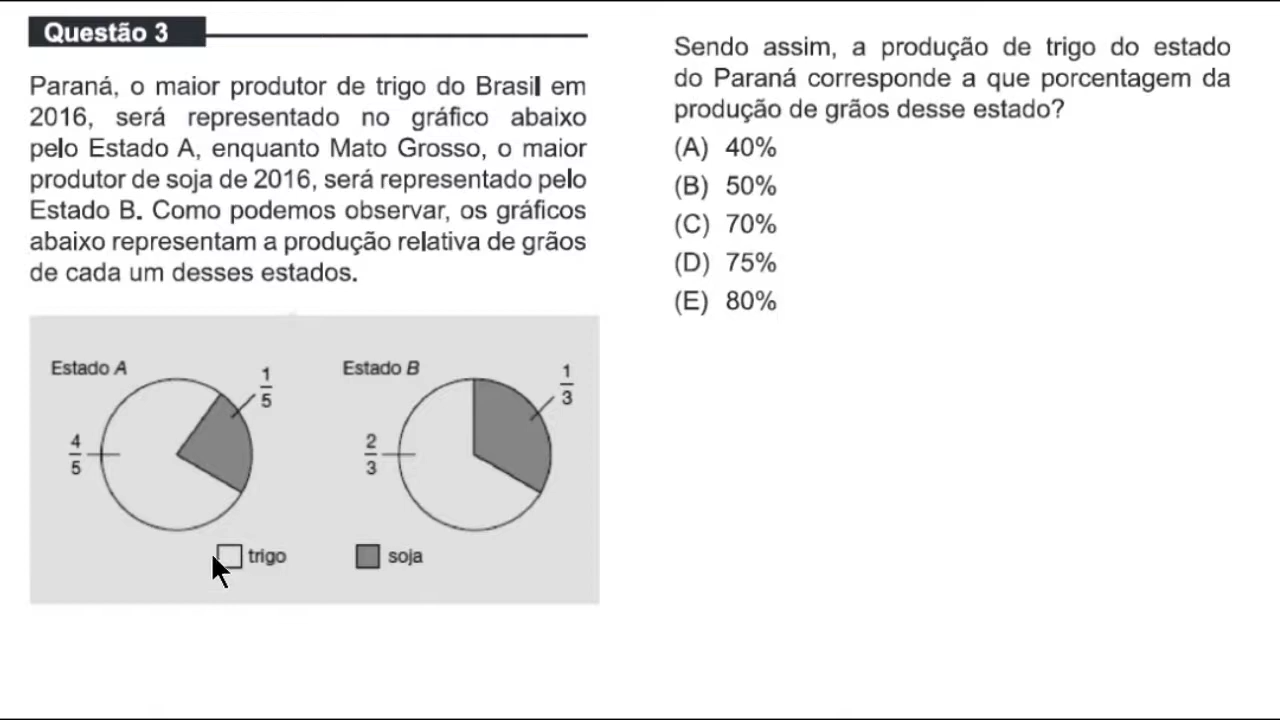 Questão 3
Paraná, o maior produtor de trigo do Brasil em
2016, será representado no gráfico abaixo
pelo Estado A, enquanto Mato Grosso, o maior
produtor de soja de 2016, será representado pelo
Estado B. Como podemos observar, os gráficos
abaixo representam a produção relativa de grãos
de cada um desses estados.
Estado A
1
5
4
5
Estado B
1
3
2
3
trigo
soja
Sendo assim, a produção de trigo do estado
do Paraná corresponde a que porcentagem da
produção de grãos desse estado?
(A) 40%
(B) 50%
(C) 70%
(D) 75%
(E) 80%